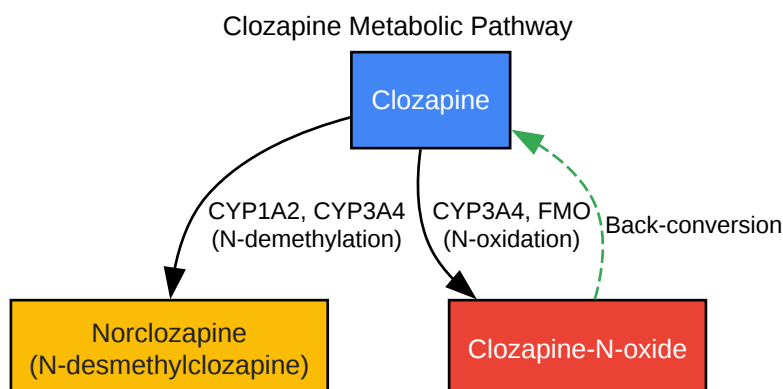 Clozapine Metabolic Pathway
Clozapine
CYP1A2, CYP3A4
(N-demethylation)
CYP3A4, FMO
(N-oxidation)
Back-conversion
Norclozapine
(N-desmethylclozapine)
Clozapine-N-oxide